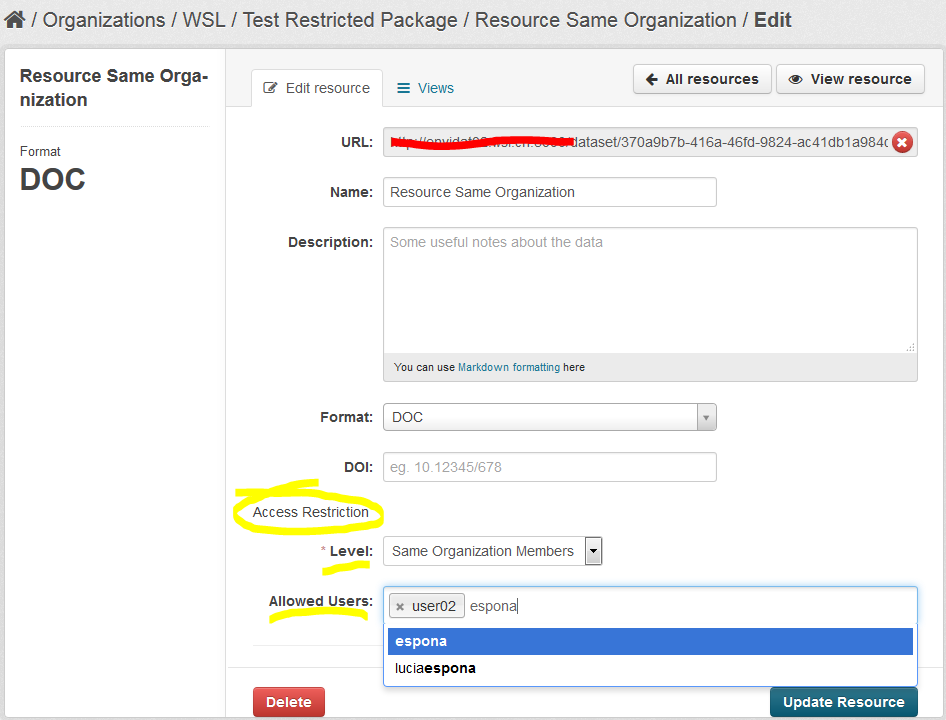 / Organizations / WSL / Test Restricted Package / Resource Same Organization / Edit
Resource Same Orga-
nization
Format
DOC
Edit resource
Views
All resources
View resource
URL: /dataset/370a9b7b-416a-46fd-9824-ac41db1a984c
Name: Resource Same Organization
Description: Some useful notes about the data
You can use Markdown formatting here
Format: DOC
DOI: eg. 10.12345/678
Access Restriction
* Level: Same Organization Members
Allowed Users: × user02 espona
espona
luciaespona
Delete
Update Resource